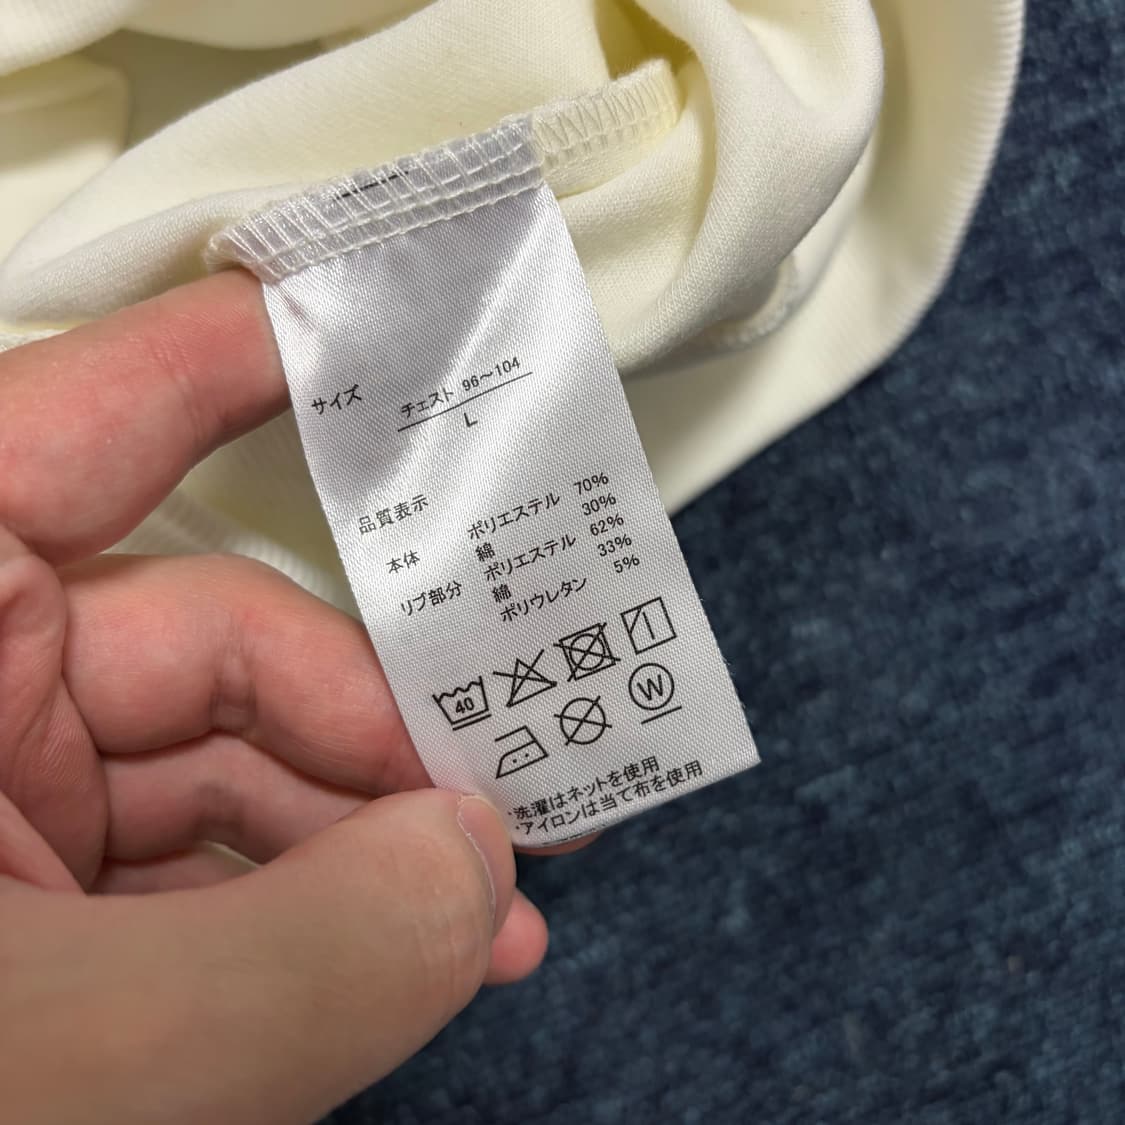 サイズ
チェスト 96～104
L
品質表示
本体 ポリエステル 70%
綿 30%
リブ部分 ポリエステル 62%
綿 33%
ポリウレタン 5%
40
W
・洗濯はネットを使用
・アイロンは当て布を使用